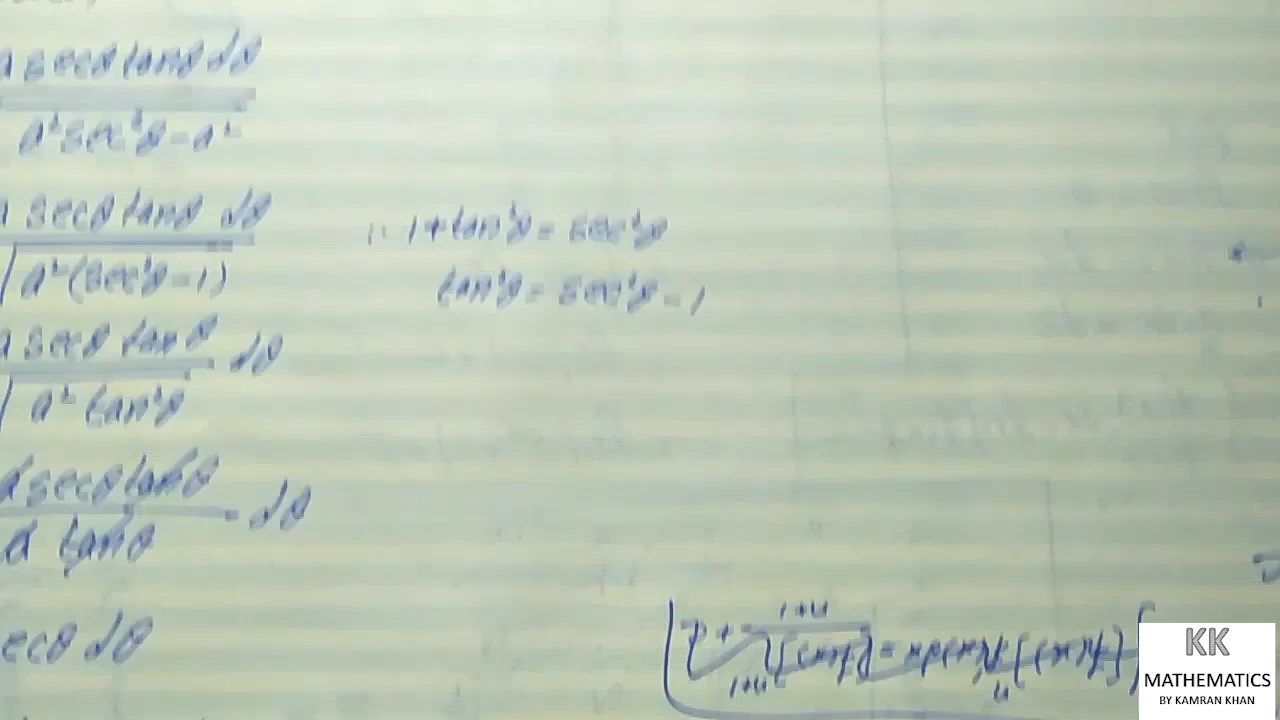 a secθ tanθ dθ
a²sec²θ - a²
a secθ tanθ dθ
√a²(sec²θ - 1)
∵ 1 + tan²θ = sec²θ
tan²θ = sec²θ - 1
a secθ tanθ dθ
√a² tan²θ
a secθ tanθ dθ
a tanθ
ecθ dθ
KK
MATHEMATICS
BY KAMRAN KHAN